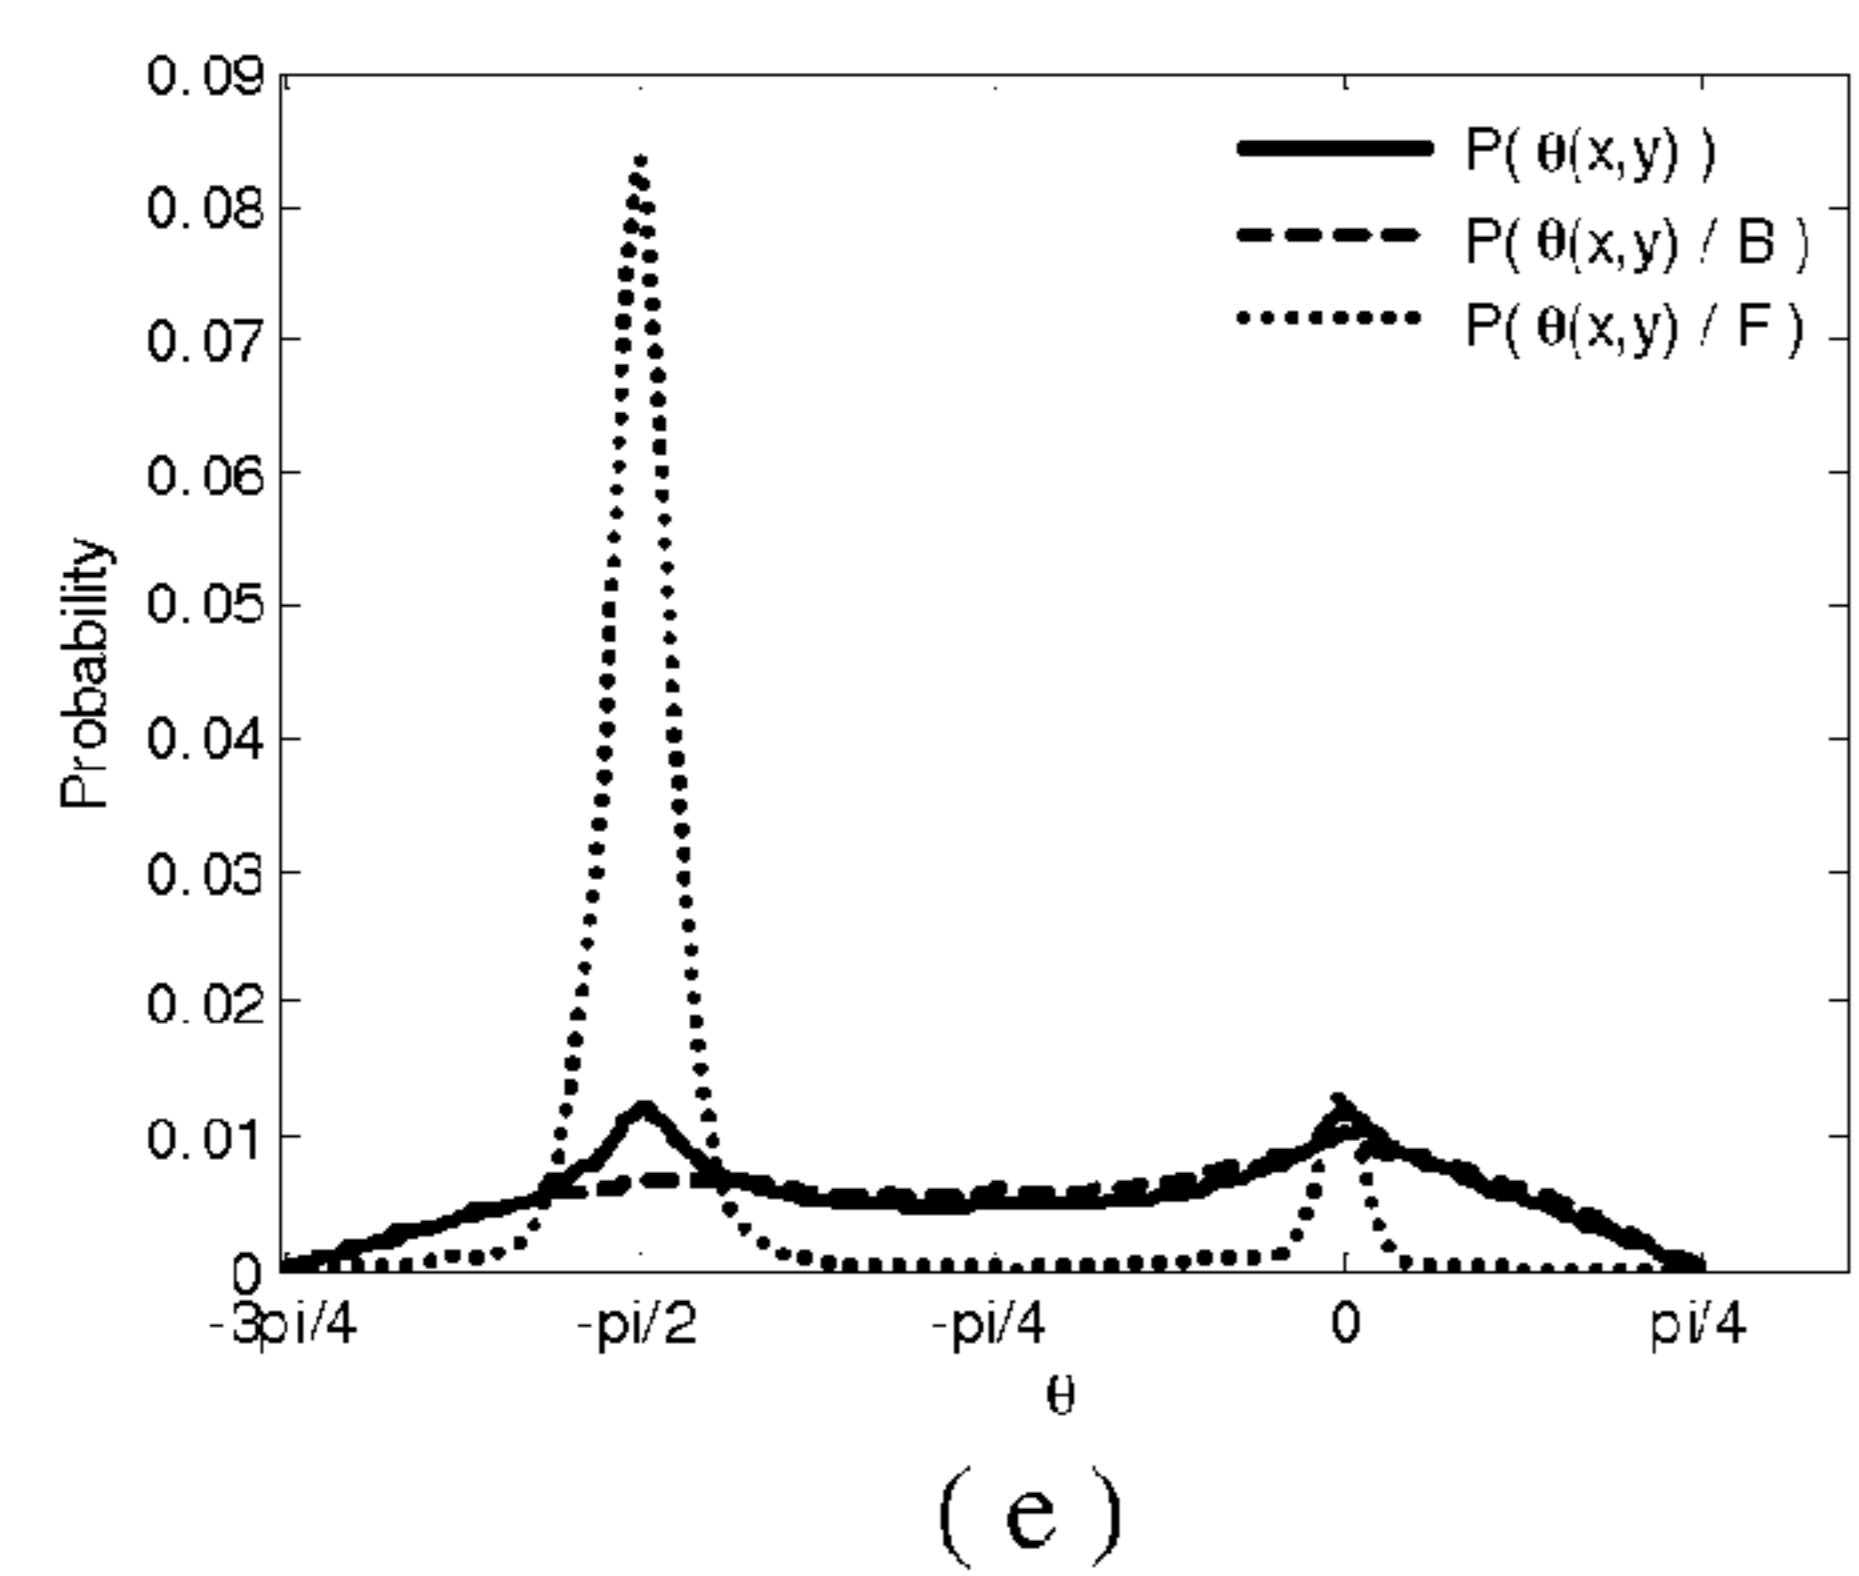 0.09
0.08
0.07
0.06
0.05
0.04
0.03
0.02
0.01
0
Probability
P( θ(x,y) )
P( θ(x,y) / B )
P( θ(x,y) / F )
-3pi/4 -pi/2 -pi/4 0 pi/4
θ
( e )